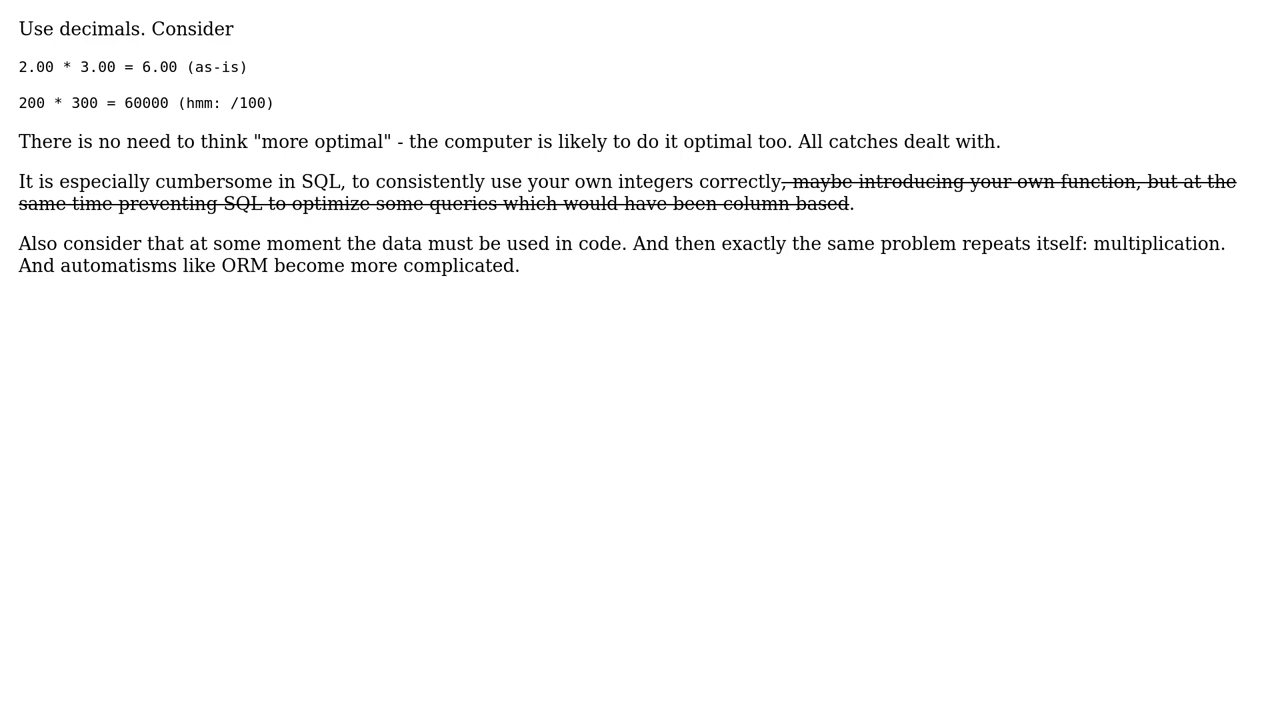 Use decimals. Consider
2.00 * 3.00 = 6.00 (as-is)
200 * 300 = 60000 (hmm: /100)
There is no need to think "more optimal" - the computer is likely to do it optimal too. All catches dealt with.
It is especially cumbersome in SQL, to consistently use your own integers correctly, maybe introducing your own function, but at the
same time preventing SQL to optimize some queries which would have been column based.
Also consider that at some moment the data must be used in code. And then exactly the same problem repeats itself: multiplication.
And automatisms like ORM become more complicated.